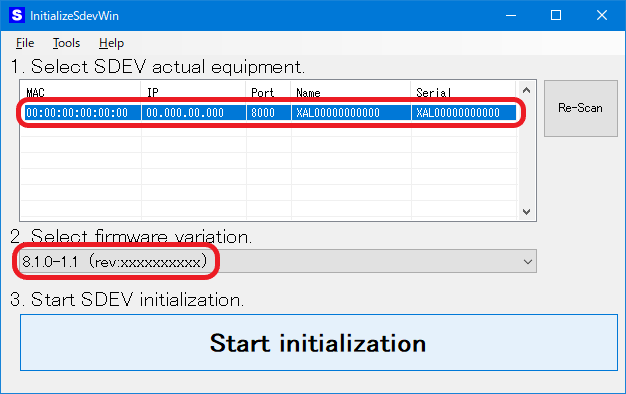 S InitializeSdevWin
File Tools Help
1. Select SDEV actual equipment.
MAC IP Port Name Serial
00:00:00:00:00:00 00.000.00.000 8000 XAL00000000000 XAL00000000000
Re-Scan
2. Select firmware variation.
8.1.0-1.1 (rev:xxxxxxxxxx)
3. Start SDEV initialization.
Start initialization